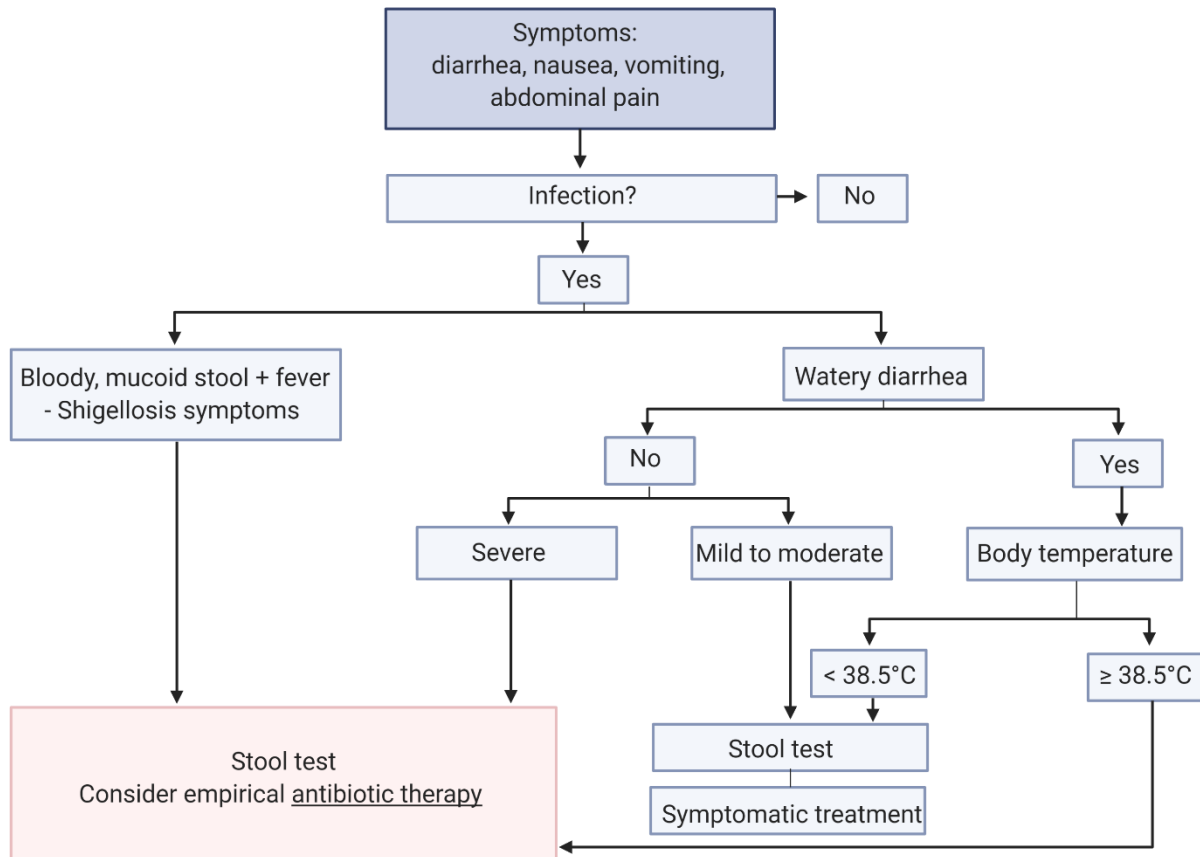 Symptoms:
diarrhea, nausea, vomiting,
abdominal pain
Infection?
No
Yes
Bloody, mucoid stool + fever
- Shigellosis symptoms
Watery diarrhea
No
Yes
Severe
Mild to moderate
Body temperature
< 38.5°C
≥ 38.5°C
Stool test
Consider empirical antibiotic therapy
Stool test
Symptomatic treatment